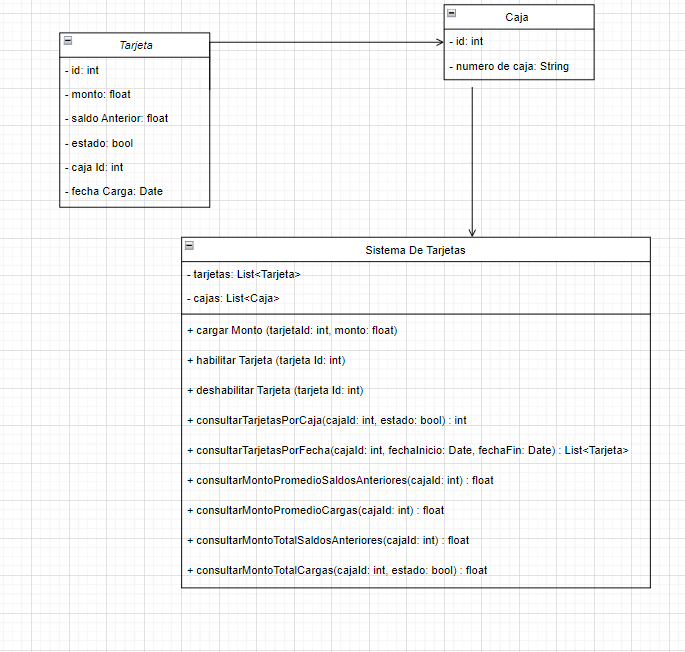 Caja
- id: int
- numero de caja: String
Tarjeta
- id: int
- monto: float
- saldo Anterior: float
- estado: bool
- caja Id: int
- fecha Carga: Date
Sistema De Tarjetas
- tarjetas: List<Tarjeta>
- cajas: List<Caja>
+ cargar Monto (tarjetaId: int, monto: float)
+ habilitar Tarjeta (tarjeta Id: int)
+ deshabilitar Tarjeta (tarjeta Id: int)
+ consultarTarjetasPorCaja(cajaId: int, estado: bool) : int
+ consultarTarjetasPorFecha(cajaId: int, fechaInicio: Date, fechaFin: Date) : List<Tarjeta>
+ consultarMontoPromedioSaldosAnteriores(cajaId: int) : float
+ consultarMontoPromedioCargas(cajaId: int) : float
+ consultarMontoTotalSaldosAnteriores(cajaId: int) : float
+ consultarMontoTotalCargas(cajaId: int, estado: bool) : float